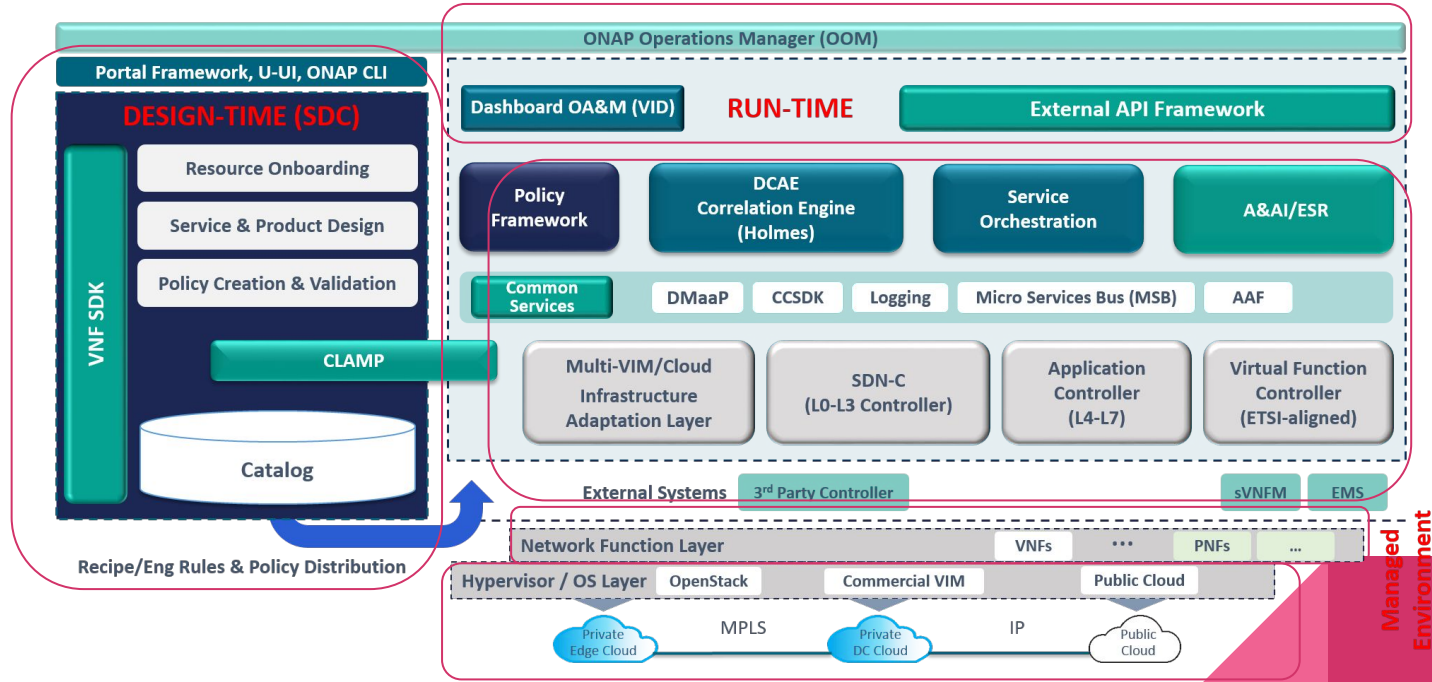 ONAP Operations Manager (OOM)
Portal Framework, U-UI, ONAP CLI
DESIGN-TIME (SDC)
VNF SDK
Resource Onboarding
Service & Product Design
Policy Creation & Validation
CLAMP
Catalog
Recipe/Eng Rules & Policy Distribution
Dashboard OA&M (VID)
RUN-TIME
External API Framework
Policy
Framework
DCAE
Correlation Engine
(Holmes)
Service
Orchestration
A&AI/ESR
Common
Services
DMaaP
CCSDK
Logging
Micro Services Bus (MSB)
AAF
Multi-VIM/Cloud
Infrastructure
Adaptation Layer
SDN-C
(L0-L3 Controller)
Application
Controller
(L4-L7)
Virtual Function
Controller
(ETSI-aligned)
External Systems
3rd Party Controller
sVNFM
EMS
Network Function Layer
VNFs
...
PNFs
...
Hypervisor / OS Layer
OpenStack
Commercial VIM
Public Cloud
Private
Edge Cloud
MPLS
Private
DC Cloud
IP
Public
Cloud
Managed
Environment